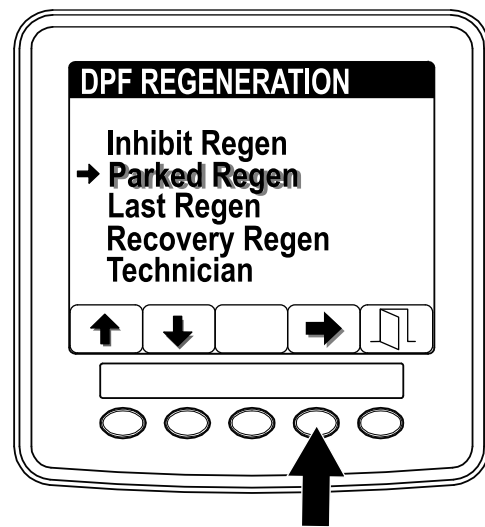 DPF REGENERATION
Inhibit Regen
Parked Regen
Last Regen
Recovery Regen
Technician